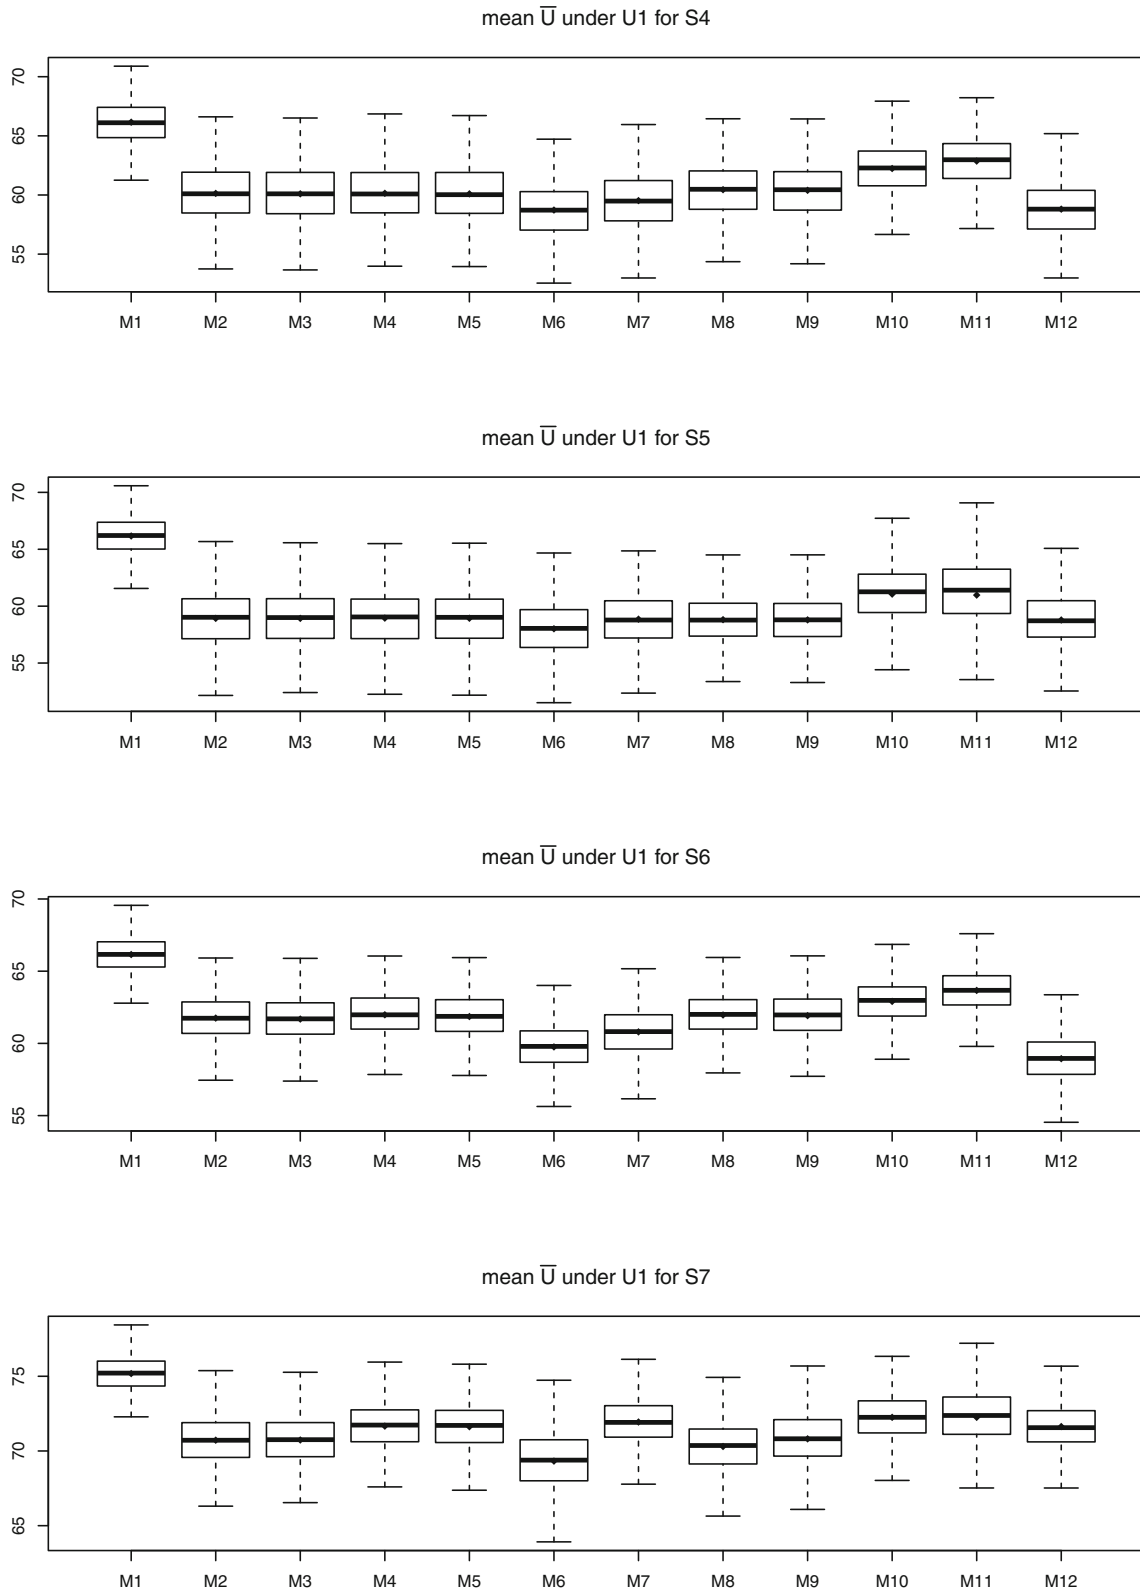 mean U̅ under U1 for S4
70
65
60
55
M1 M2 M3 M4 M5 M6 M7 M8 M9 M10 M11 M12
mean U̅ under U1 for S5
70
65
60
55
M1 M2 M3 M4 M5 M6 M7 M8 M9 M10 M11 M12
mean U̅ under U1 for S6
70
65
60
55
M1 M2 M3 M4 M5 M6 M7 M8 M9 M10 M11 M12
mean U̅ under U1 for S7
75
70
65
M1 M2 M3 M4 M5 M6 M7 M8 M9 M10 M11 M12